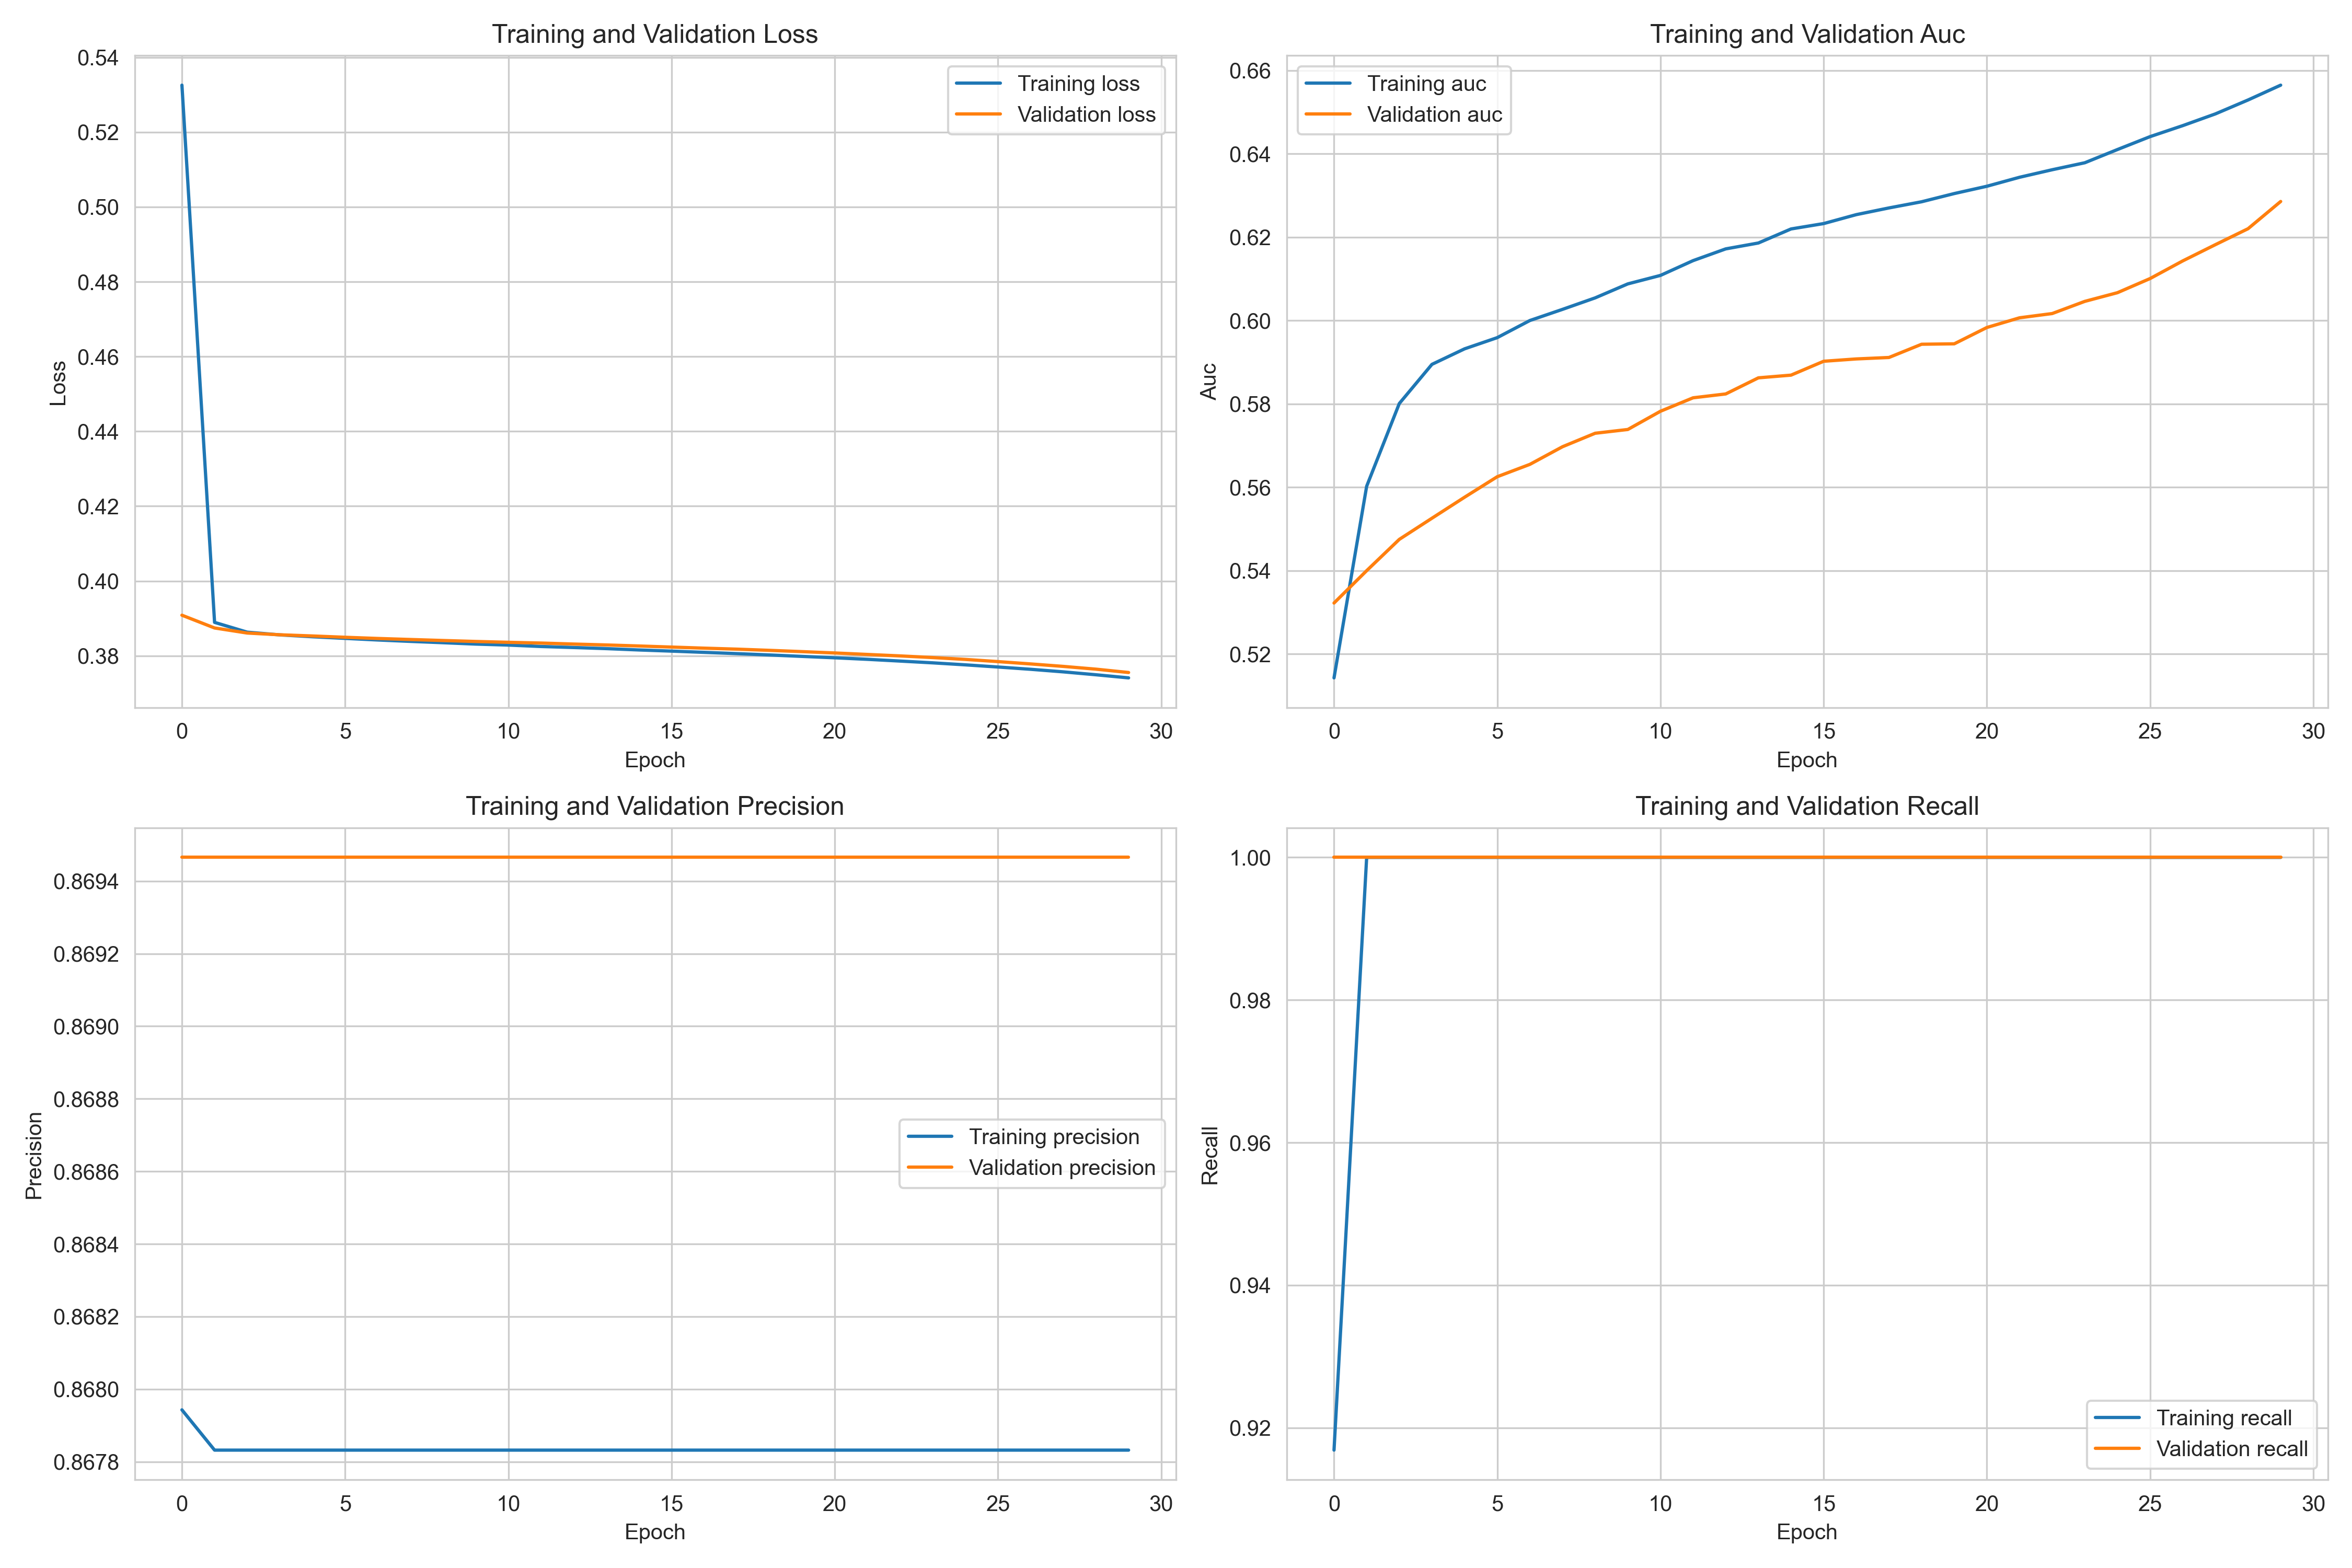 Training and Validation Loss
0.54
0.52
0.50
0.48
0.46
0.44
0.42
0.40
0.38
Loss
Training loss
Validation loss
0 5 10 15 20 25 30
Epoch
Training and Validation Auc
0.66
0.64
0.62
0.60
0.58
0.56
0.54
0.52
Auc
Training auc
Validation auc
0 5 10 15 20 25 30
Epoch
Training and Validation Precision
0.8694
0.8692
0.8690
0.8688
0.8686
0.8684
0.8682
0.8680
0.8678
Precision
Training precision
Validation precision
0 5 10 15 20 25 30
Epoch
Training and Validation Recall
1.00
0.98
0.96
0.94
0.92
Recall
Training recall
Validation recall
0 5 10 15 20 25 30
Epoch